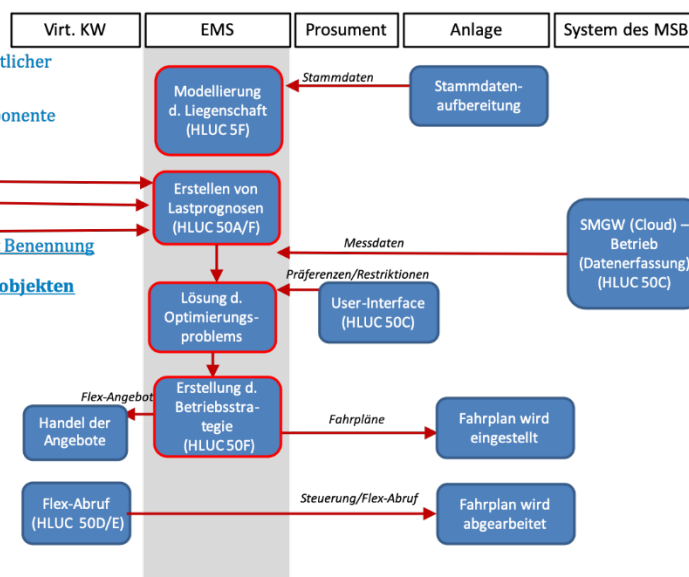 Virt. KW
EMS
Prosument
Anlage
System des MSB
tlicher
Modellierung
d. Liegenschaft
(HLUC 5F)
Stammdaten
Stammdaten-
aufbereitung
onente
Erstellen von
Lastprognosen
(HLUC 50A/F)
SMGW (Cloud) –
Betrieb
(Datenerfassung)
(HLUC 50C)
Benennung
Messdaten
objekten
Präferenzen/Restriktionen
Lösung d.
Optimierungs-
problems
User-Interface
(HLUC 50C)
Flex-Angebot
Erstellung d.
Betriebsstra-
tegie
(HLUC 50F)
Handel der
Angebote
Fahrpläne
Fahrplan wird
eingestellt
Flex-Abruf
(HLUC 50D/E)
Steuerung/Flex-Abruf
Fahrplan wird
abgearbeitet